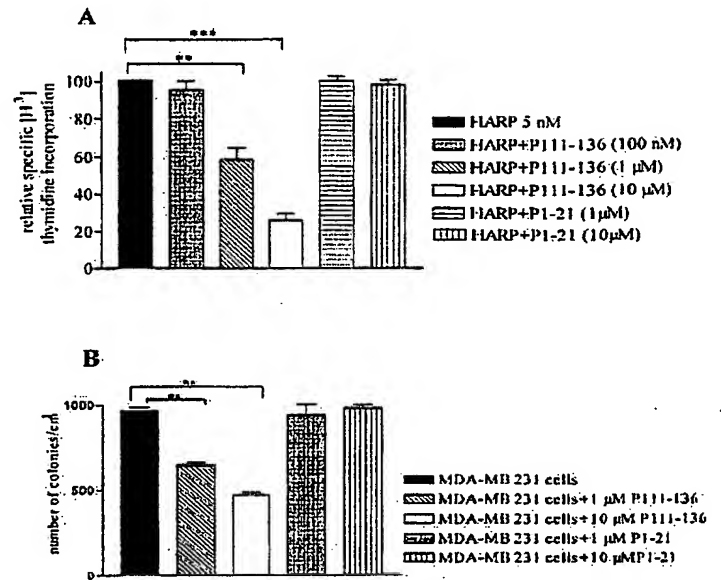 A
***
**
100
80
60
40
20
0
relative specific [H³]
thymidine incorporation
HARP 5 nM
HARP+P111-136 (100 nM)
HARP+P111-136 (1 µM)
HARP+P111-136 (10 µM)
HARP+P1-21 (1µM)
HARP+P1-21 (10µM)
B
**
**
1000
500
0
number of colonies/cm
MDA-MB 231 cells
MDA-MB 231 cells+1 µM P111-136
MDA-MB 231 cells+10 µM P111-136
MDA-MB 231 cells+1 µM P1-21
MDA-MB 231 cells+10 µMP1-21